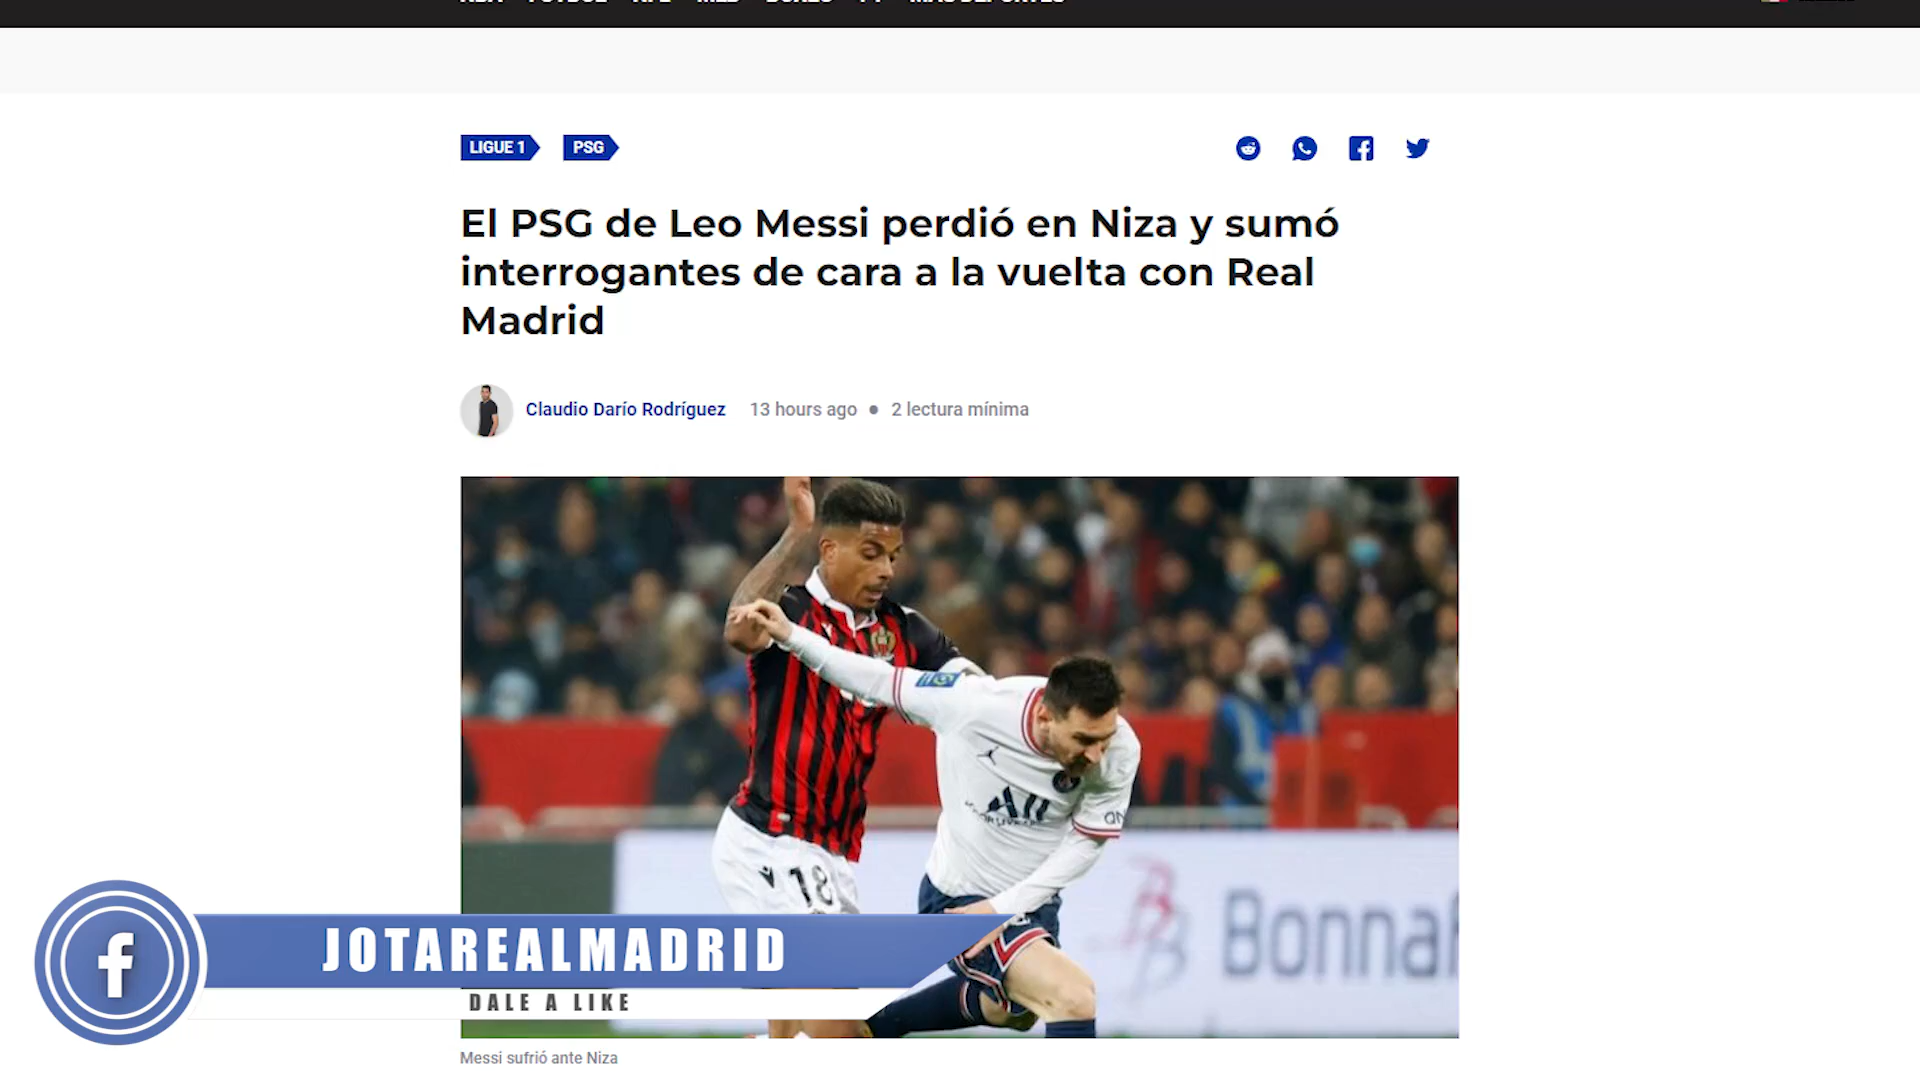 LIGUE 1 PSG
El PSG de Leo Messi perdió en Niza y sumó
interrogantes de cara a la vuelta con Real
Madrid
Claudio Darío Rodríguez 13 hours ago • 2 lectura mínima
18
JOTAREALMADRID
DALE A LIKE
Messi sufrió ante Niza